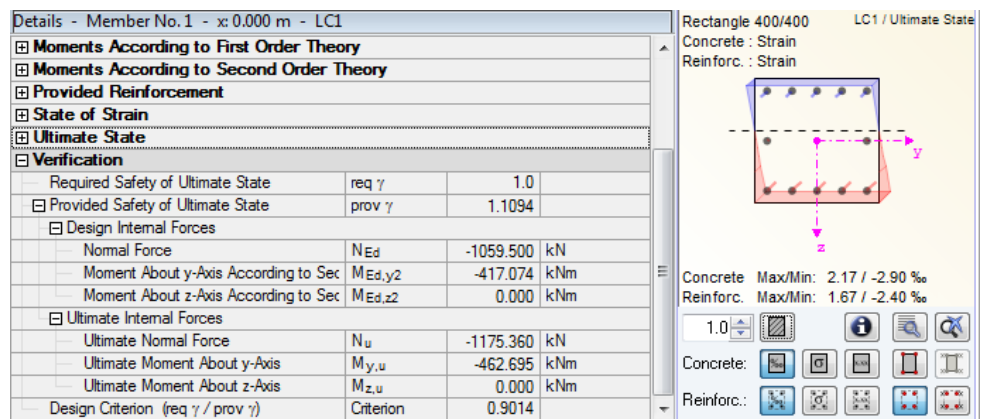 Details - Member No. 1 - x: 0.000 m - LC1
Moments According to First Order Theory
Moments According to Second Order Theory
Provided Reinforcement
State of Strain
Ultimate State
Verification
Required Safety of Ultimate State req γ 1.0
Provided Safety of Ultimate State prov γ 1.1094
Design Internal Forces
Normal Force NEd -1059.500 kN
Moment About y-Axis According to Sec MEd,y2 -417.074 kNm
Moment About z-Axis According to Sec MEd,z2 0.000 kNm
Ultimate Internal Forces
Ultimate Normal Force Nu -1175.360 kN
Ultimate Moment About y-Axis My,u -462.695 kNm
Ultimate Moment About z-Axis Mz,u 0.000 kNm
Design Criterion (req γ / prov γ) Criterion 0.9014
Rectangle 400/400 LC1 / Ultimate State
Concrete : Strain
Reinforc. : Strain
y
z
Concrete Max/Min: 2.17 / -2.90 ‰
Reinforc. Max/Min: 1.67 / -2.40 ‰
1.0
Concrete: ‰ σ
Reinforc.: